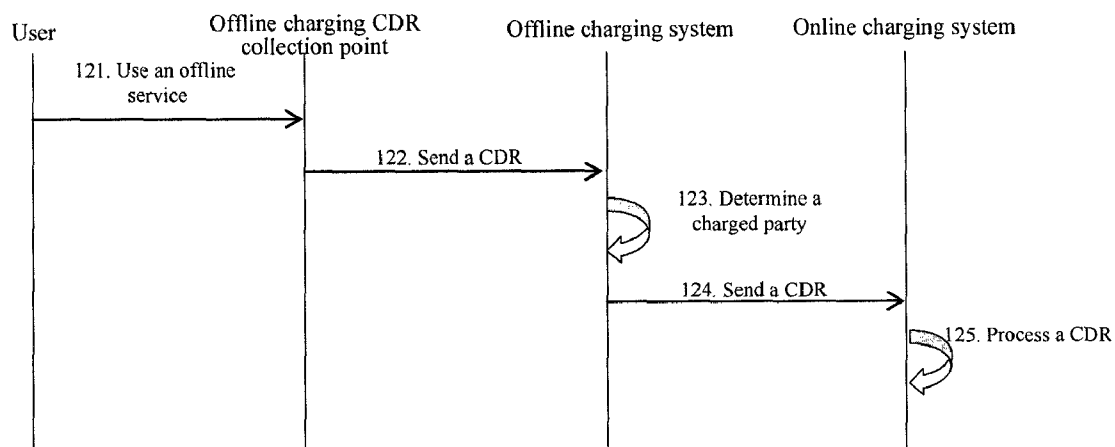 User
Offline charging CDR
collection point
Offline charging system
Online charging system
121. Use an offline
service
122. Send a CDR
123. Determine a
charged party
124. Send a CDR
125. Process a CDR